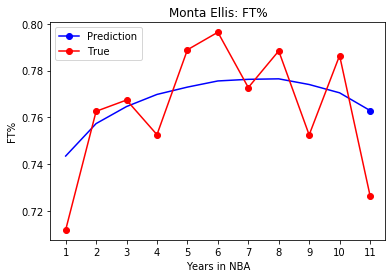 Monta Ellis: FT%
Prediction
True
0.80
0.78
0.76
0.74
0.72
FT%
1 2 3 4 5 6 7 8 9 10 11
Years in NBA